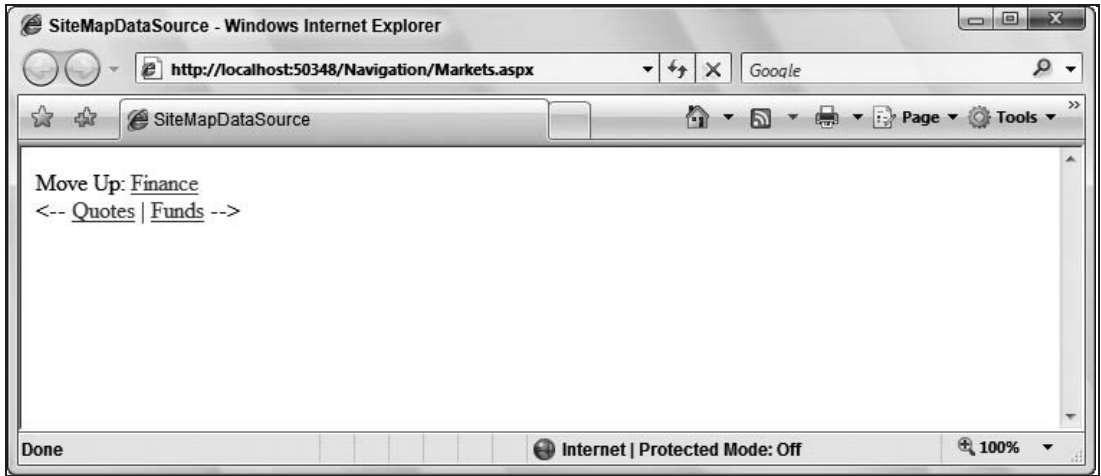 SiteMapDataSource - Windows Internet Explorer
http://localhost:50348/Navigation/Markets.aspx Google
SiteMapDataSource Page Tools »
Move Up: Finance
<-- Quotes | Funds -->
Done Internet | Protected Mode: Off 100%